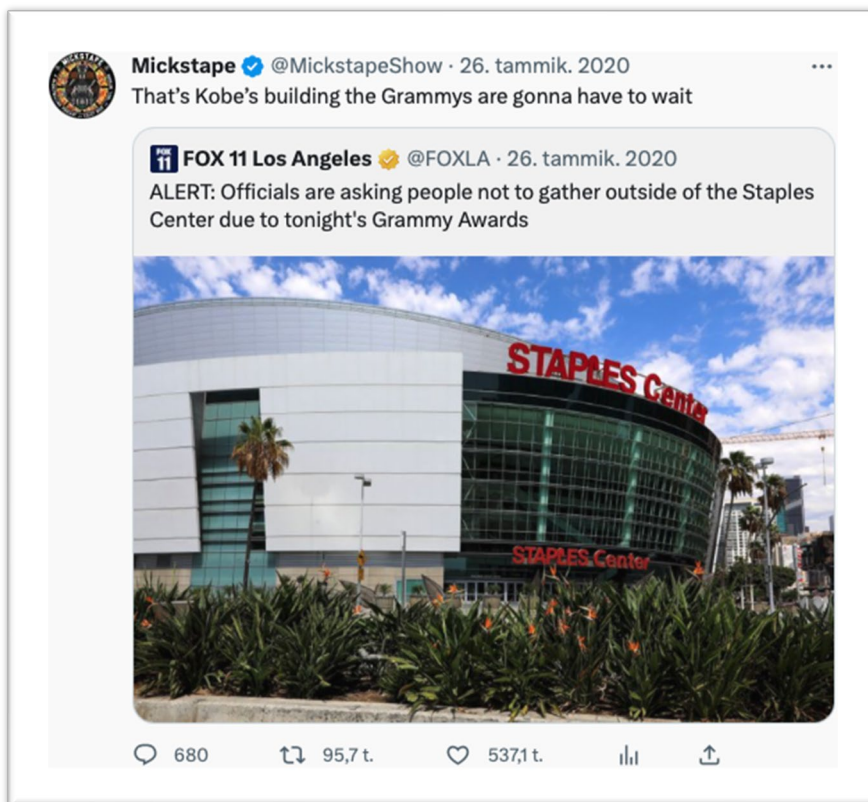 Mickstape @MickstapeShow · 26. tammik. 2020
That’s Kobe’s building the Grammys are gonna have to wait
FOX 11 Los Angeles @FOXLA · 26. tammik. 2020
ALERT: Officials are asking people not to gather outside of the Staples
Center due to tonight's Grammy Awards
STAPLES Center
STAPLES Center
680 95,7 t. 537,1 t.